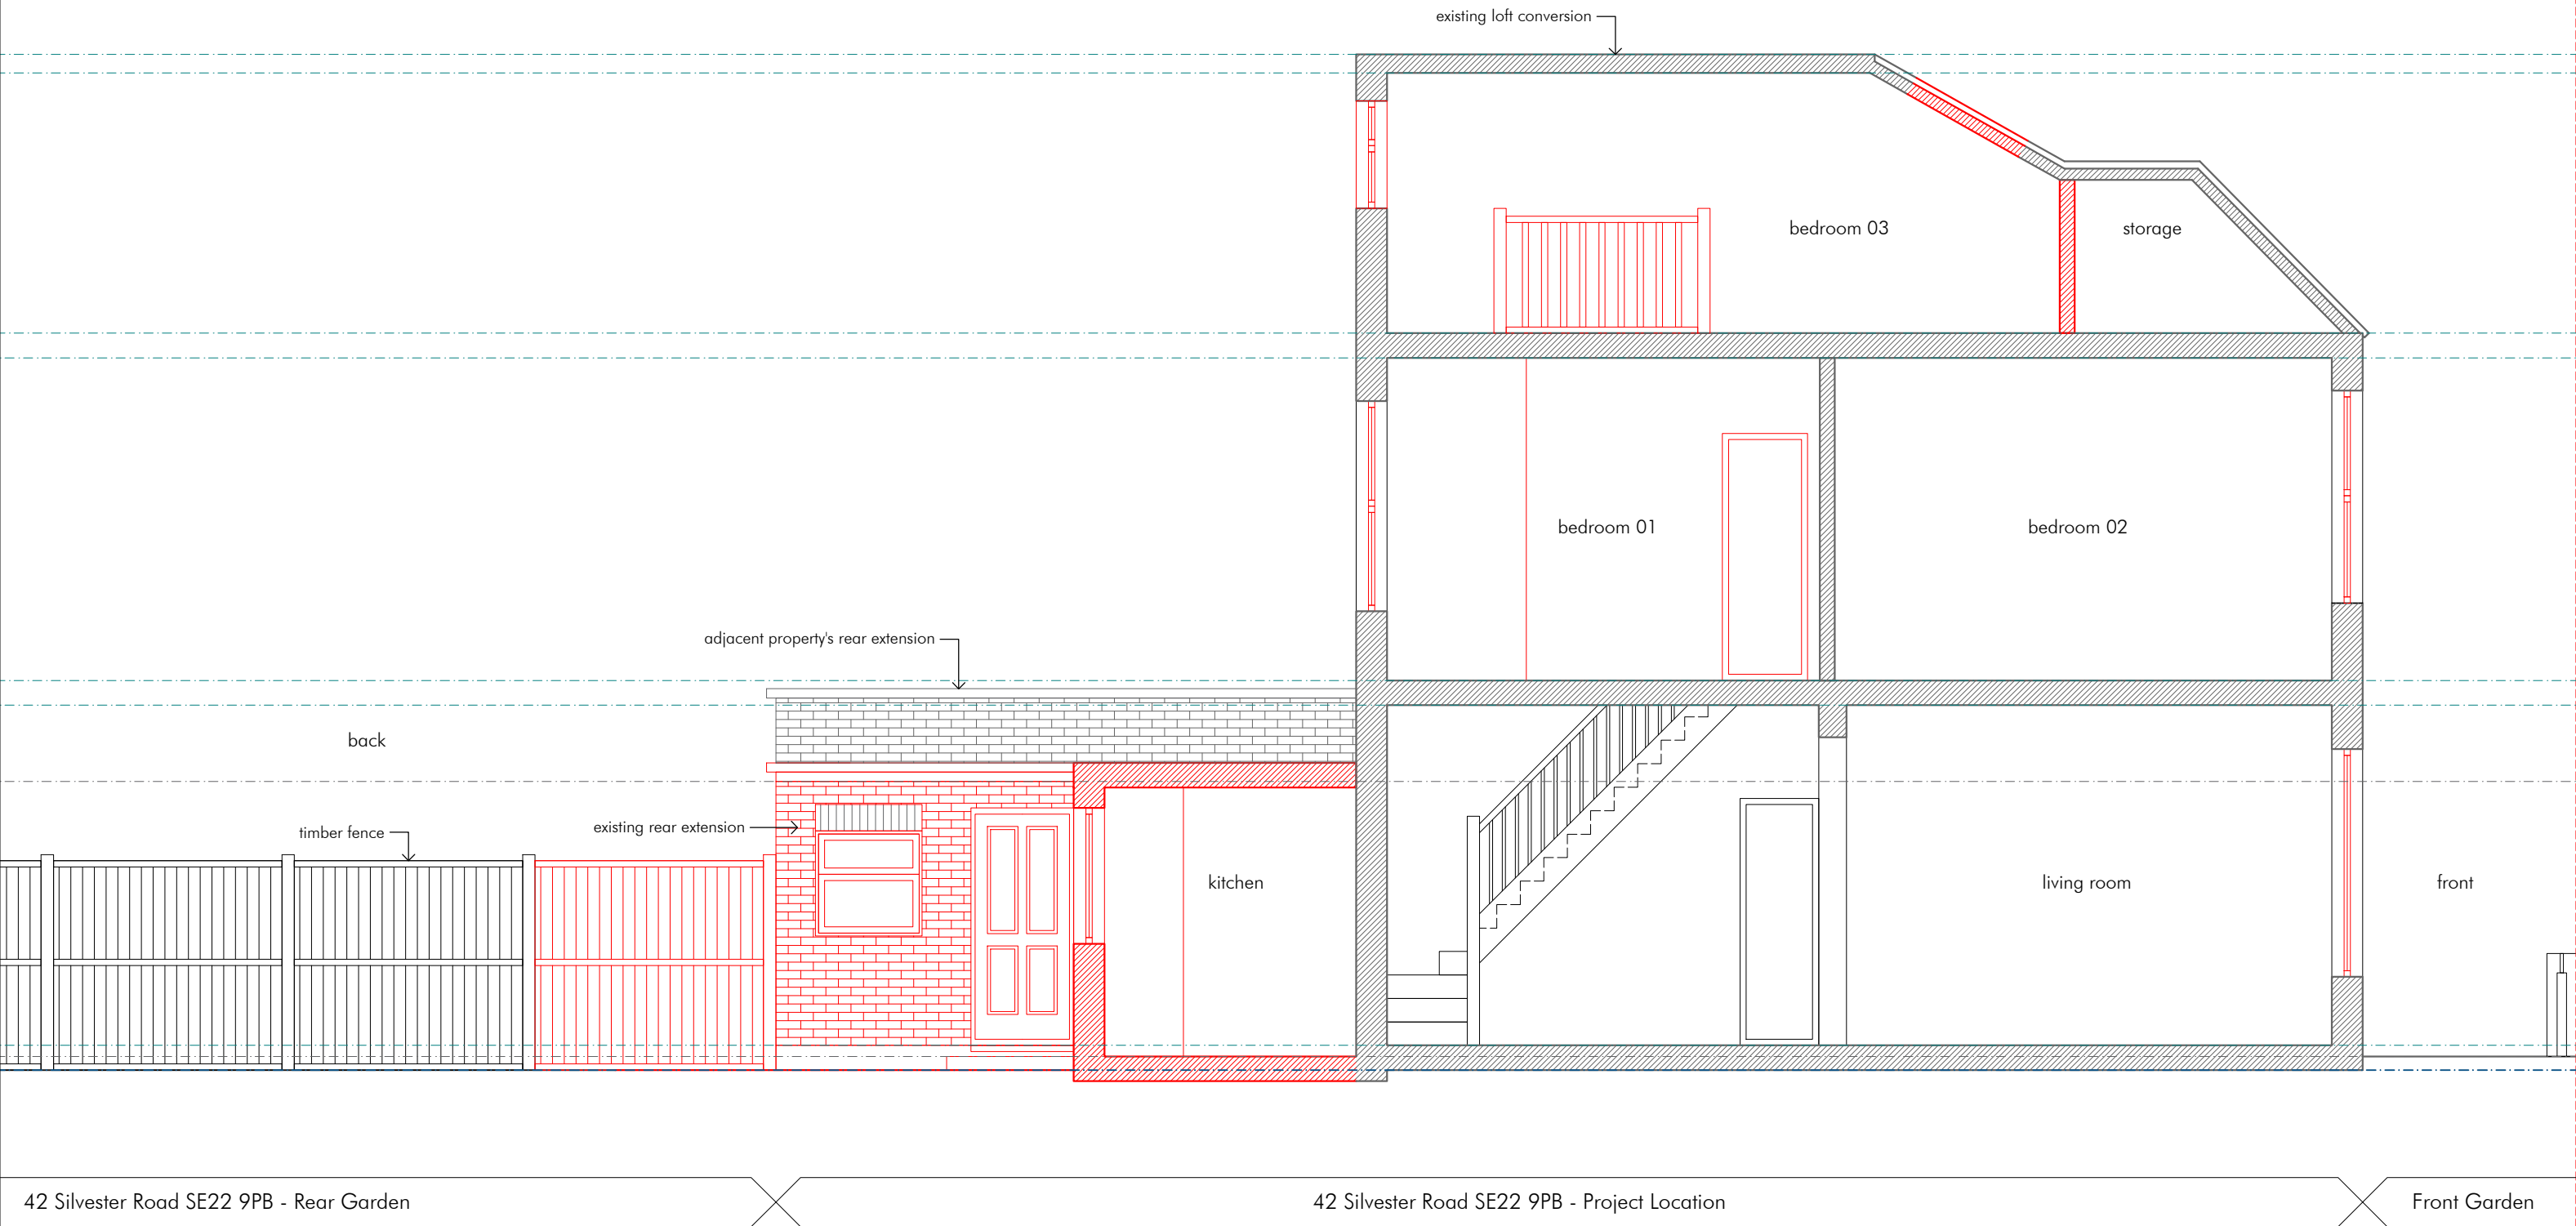 existing loft conversion
bedroom 03
storage
bedroom 01
bedroom 02
adjacent property's rear extension
back
timber fence
existing rear extension
kitchen
living room
front
42 Silvester Road SE22 9PB - Rear Garden
42 Silvester Road SE22 9PB - Project Location
Front Garden